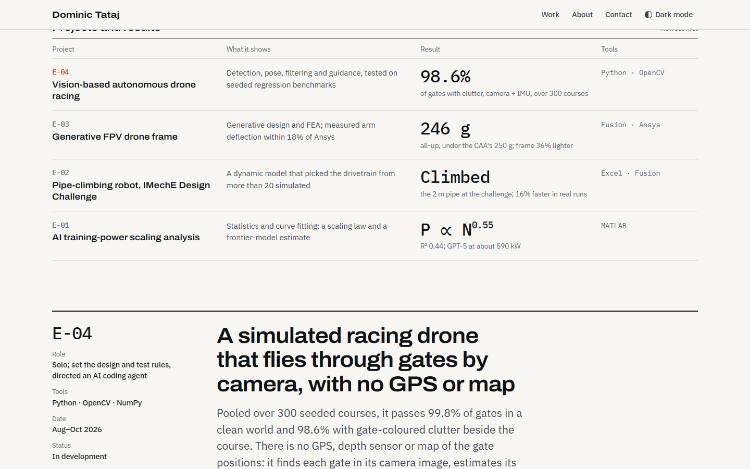 Dominic Tataj
Work About Contact Dark mode
Projects and results
Project What it shows Result Tools
E-04
Vision-based autonomous drone
racing
Detection, pose, filtering and guidance, tested on
seeded regression benchmarks
98.6%
of gates with clutter, camera + IMU, over 300 courses
Python · OpenCV
E-03
Generative FPV drone frame
Generative design and FEA; measured arm
deflection within 18% of Ansys
246 g
all-up, under the CAA's 250 g; frame 36% lighter
Fusion · Ansys
E-02
Pipe-climbing robot, IMechE Design
Challenge
A dynamic model that picked the drivetrain from
more than 20 simulated
Climbed
the 2 m pipe at the challenge; 16% faster in real runs
Excel · Fusion
E-01
AI training-power scaling analysis
Statistics and curve fitting: a scaling law and a
frontier-model estimate
P ∝ N^0.55
R² 0.44; GPT-5 at about 590 kW
MATLAB
E-04
Role
Solo; set the design and test rules,
directed an AI coding agent
Tools
Python · OpenCV · NumPy
Date
Aug–Oct 2026
Status
In development
A simulated racing drone
that flies through gates by
camera, with no GPS or map
Pooled over 300 seeded courses, it passes 99.8% of gates in a
clean world and 98.6% with gate-coloured clutter beside the
course. There is no GPS, depth sensor or map of the gate
positions: it finds each gate in its camera image, estimates its